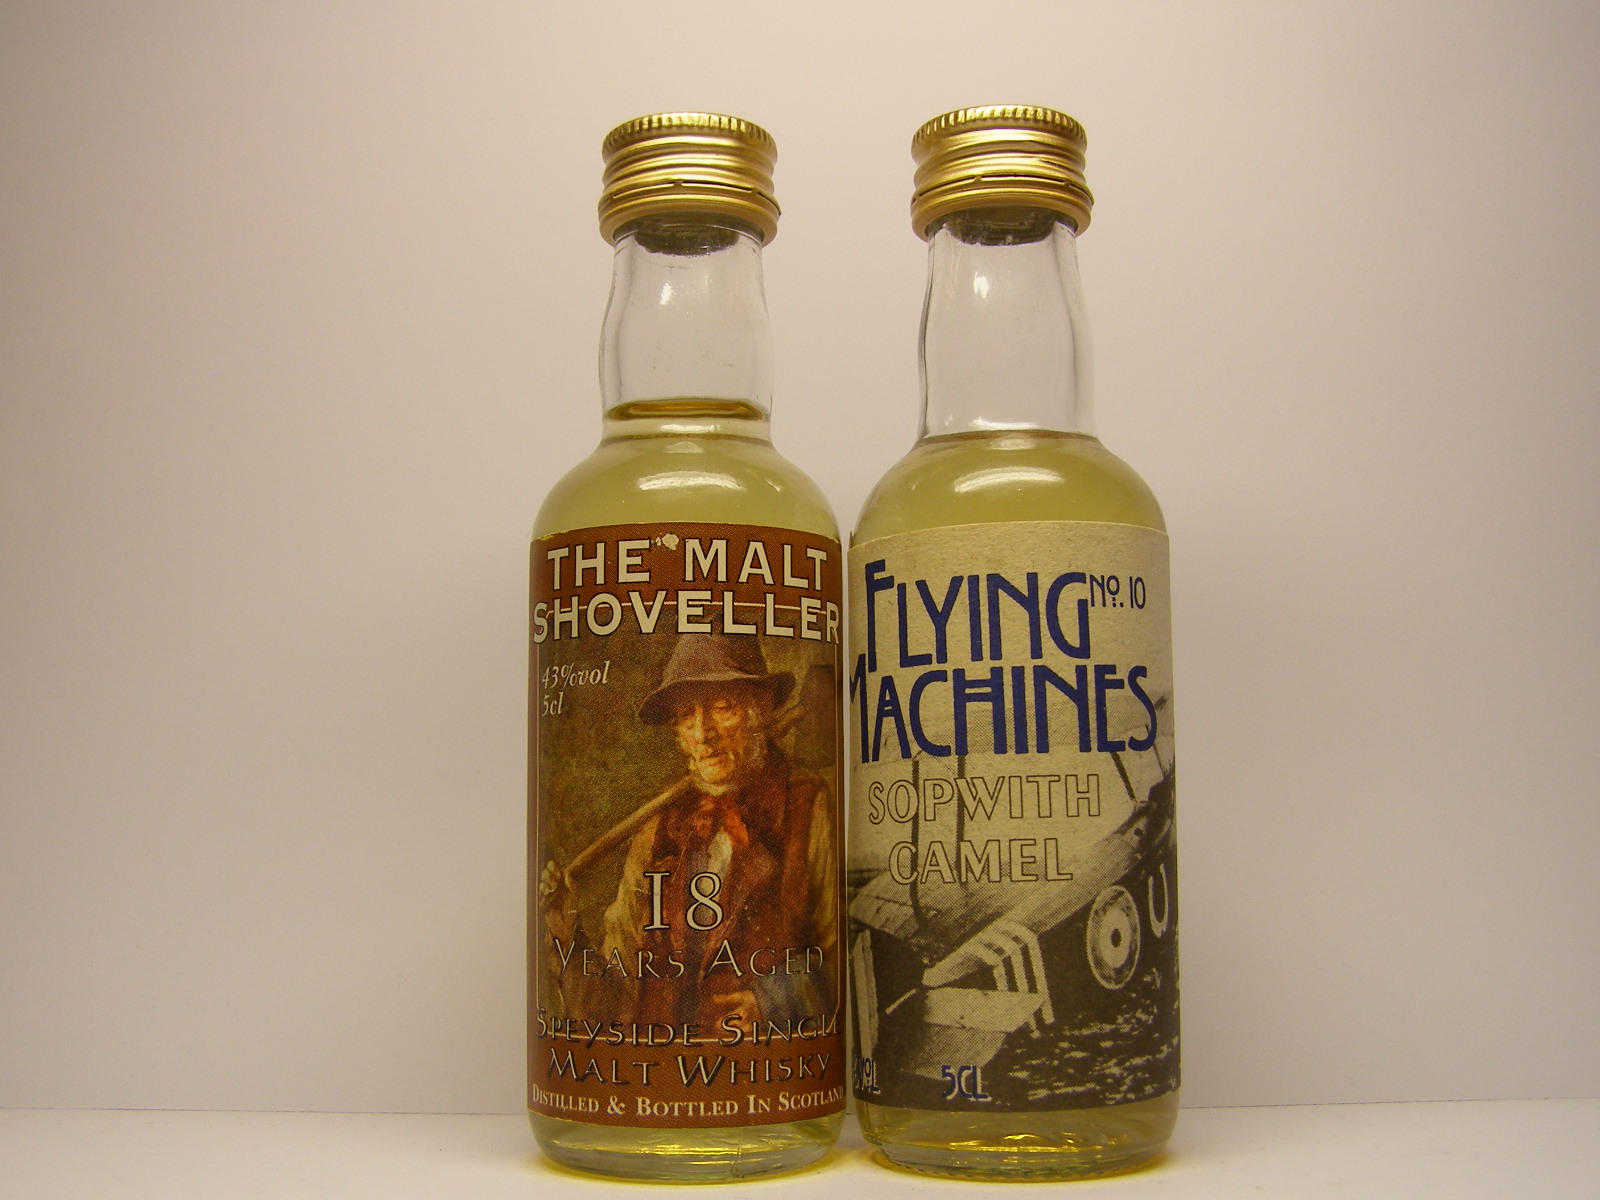 THE MALT
SHOVELLER
43%vol
5cl
18
YEARS AGED
SPEYSIDE SINGLE
MALT WHISKY
DISTILLED & BOTTLED IN SCOTLAND
FLYING No. 10
MACHINES
SOPWITH
CAMEL
U
5CL